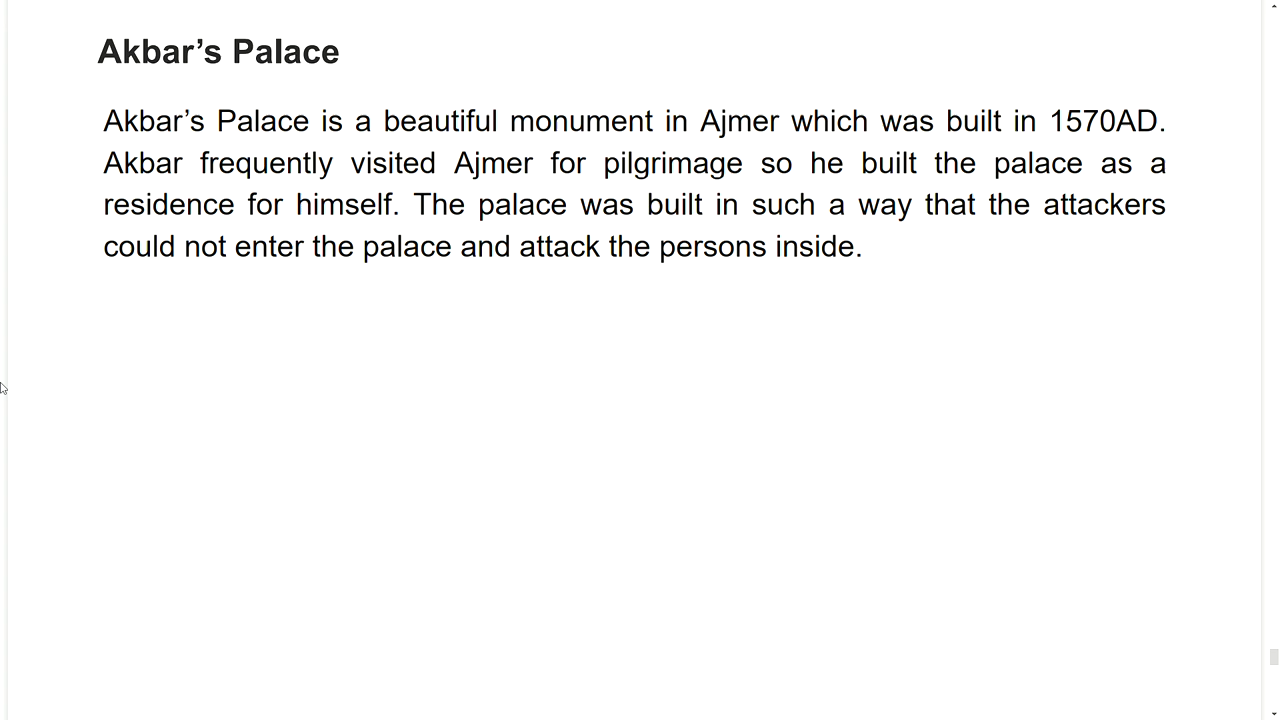 Akbar’s Palace
Akbar’s Palace is a beautiful monument in Ajmer which was built in 1570AD.
Akbar frequently visited Ajmer for pilgrimage so he built the palace as a
residence for himself. The palace was built in such a way that the attackers
could not enter the palace and attack the persons inside.